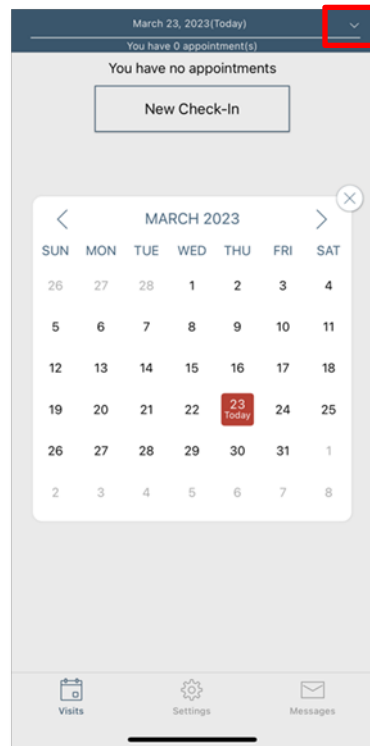 March 23, 2023(Today)
You have 0 appointment(s)
You have no appointments
New Check-In
MARCH 2023
SUN MON TUE WED THU FRI SAT
26 27 28 1 2 3 4
5 6 7 8 9 10 11
12 13 14 15 16 17 18
19 20 21 22 23 24 25
Today
26 27 28 29 30 31 1
2 3 4 5 6 7 8
Visits Settings Messages